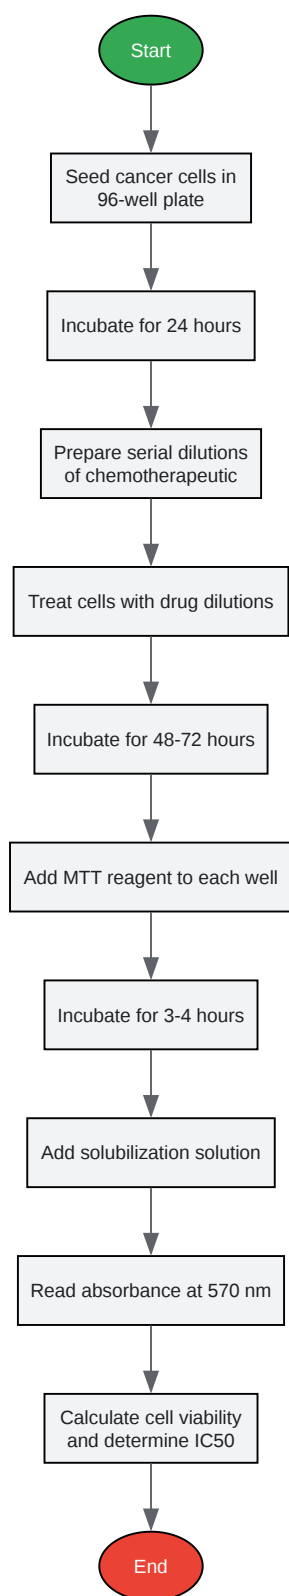 Start
Seed cancer cells in
96-well plate
Incubate for 24 hours
Prepare serial dilutions
of chemotherapeutic
Treat cells with drug dilutions
Incubate for 48-72 hours
Add MTT reagent to each well
Incubate for 3-4 hours
Add solubilization solution
Read absorbance at 570 nm
Calculate cell viability
and determine IC50
End